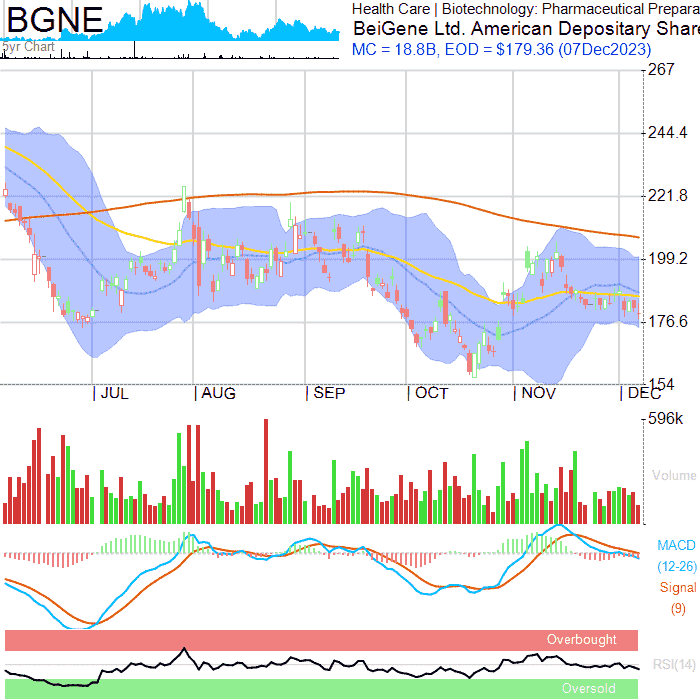 BGNE
5yr Chart
Health Care | Biotechnology: Pharmaceutical Prepara
BeiGene Ltd. American Depositary Share
MC = 18.8B, EOD = $179.36 (07Dec2023)
267
244.4
221.8
199.2
176.6
154
| JUL | AUG | SEP | OCT | NOV | DEC
596k
Volume
MACD
(12-26)
Signal
(9)
Overbought
RSI(14)
Oversold